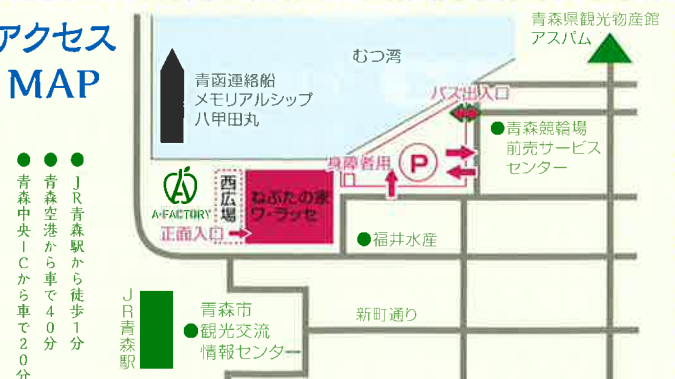 アクセス
MAP
●JR青森駅から徒歩1分
●青森空港から車で40分
●青森中央ICから車で20分
青函連絡船
メモリアルシップ
八甲田丸
むつ湾
青森県観光物産館
アスパム
バス出入口
●青森競輪場
前売サービス
センター
身障者用
P
A-FACTORY
西広場
ねぶたの家
ワ・ラッセ
正面入口
●福井水産
JR青森駅
青森市
●観光交流
情報センター
新町通り